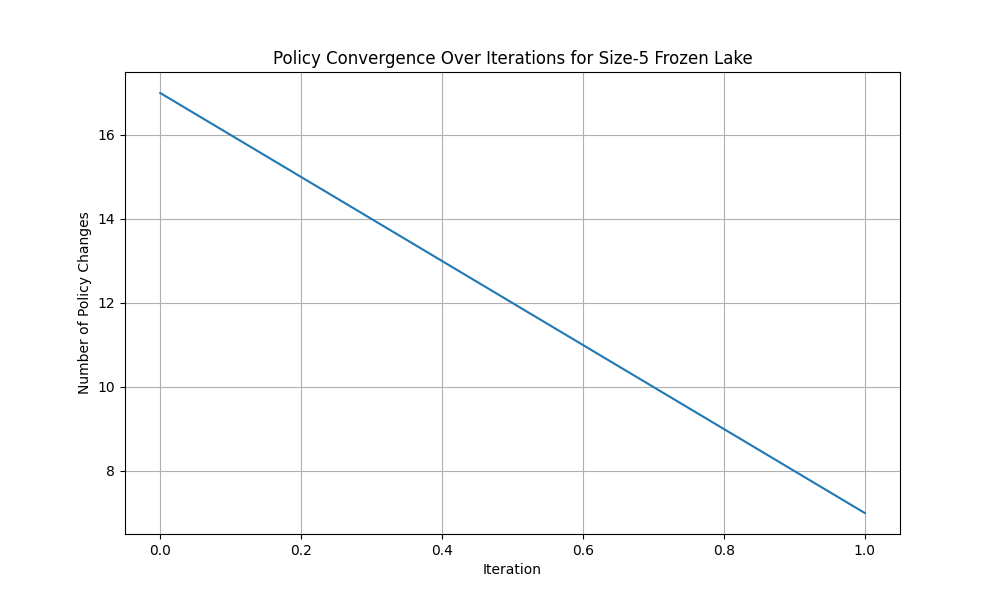 Policy Convergence Over Iterations for Size-5 Frozen Lake
Number of Policy Changes
16
14
12
10
8
0.0 0.2 0.4 0.6 0.8 1.0
Iteration